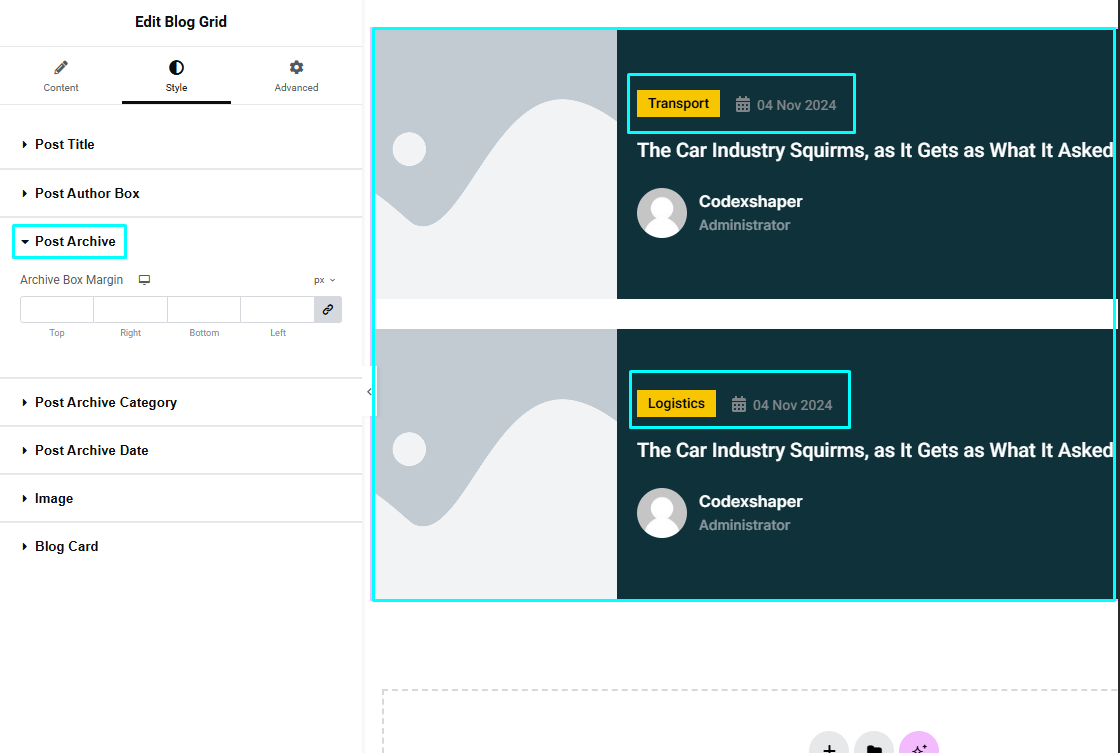 Edit Blog Grid
Content
Style
Advanced
Post Title
Post Author Box
Post Archive
Archive Box Margin
px
Top
Right
Bottom
Left
Post Archive Category
Post Archive Date
Image
Blog Card
Transport
04 Nov 2024
The Car Industry Squirms, as It Gets as What It Asked
Codexshaper
Administrator
Logistics
04 Nov 2024
The Car Industry Squirms, as It Gets as What It Asked
Codexshaper
Administrator